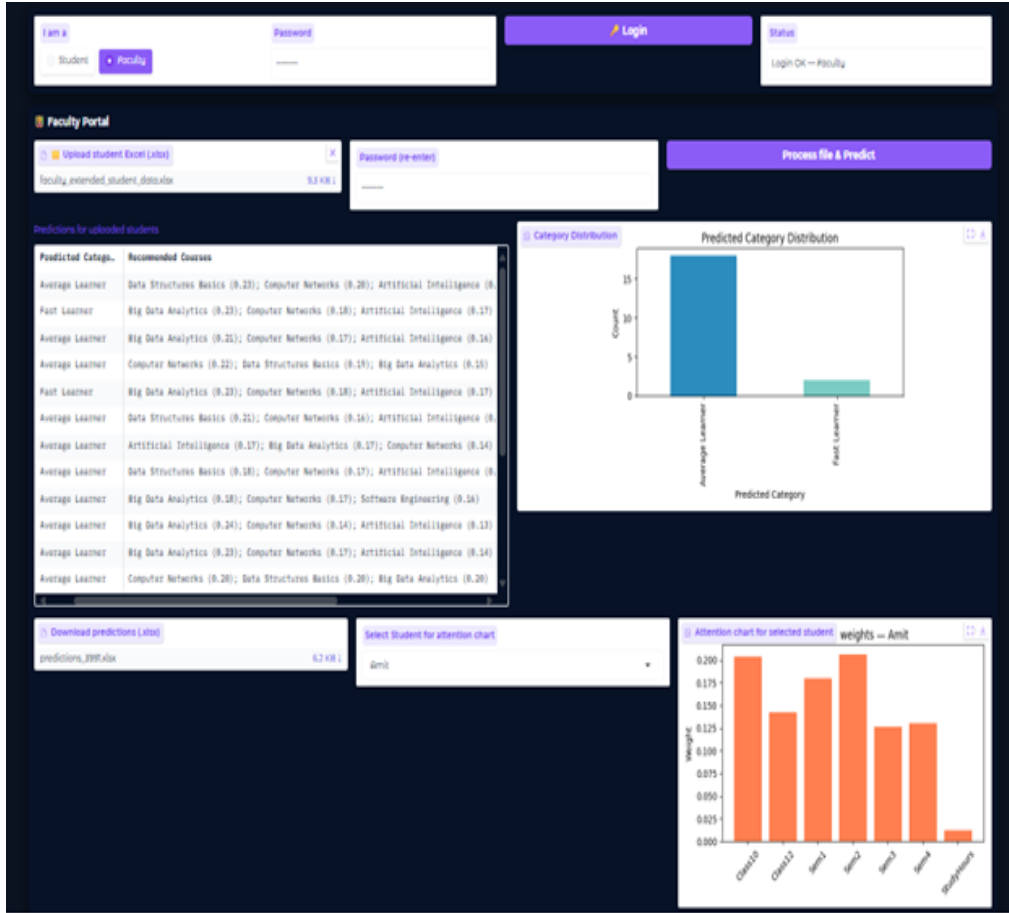 I am a
Student
Faculty
Password
Login
Status
Login OK — Faculty
Faculty Portal
Upload student Excel (.xlsx)
faculty_extended_student_data.xlsx
9.3 KB ↓
Password (re-enter)
Process file & Predict
Predictions for uploaded students
Predicted Catego…
Recommended Courses
Average Learner
Data Structures Basics (0.23); Computer Networks (0.20); Artificial Intelligence (0.
Fast Learner
Big Data Analytics (0.23); Computer Networks (0.18); Artificial Intelligence (0.17)
Average Learner
Big Data Analytics (0.21); Computer Networks (0.17); Artificial Intelligence (0.16)
Average Learner
Computer Networks (0.22); Data Structures Basics (0.19); Big Data Analytics (0.15)
Fast Learner
Big Data Analytics (0.23); Computer Networks (0.18); Artificial Intelligence (0.17)
Average Learner
Data Structures Basics (0.21); Computer Networks (0.16); Artificial Intelligence (0.
Average Learner
Artificial Intelligence (0.17); Big Data Analytics (0.17); Computer Networks (0.14)
Average Learner
Data Structures Basics (0.18); Computer Networks (0.17); Artificial Intelligence (0.
Average Learner
Big Data Analytics (0.18); Computer Networks (0.17); Software Engineering (0.16)
Average Learner
Big Data Analytics (0.24); Computer Networks (0.14); Artificial Intelligence (0.13)
Average Learner
Big Data Analytics (0.23); Computer Networks (0.17); Artificial Intelligence (0.14)
Average Learner
Computer Networks (0.20); Data Structures Basics (0.20); Big Data Analytics (0.20)
Category Distribution
Predicted Category Distribution
Count
15
10
5
0
Average Learner
Fast Learner
Predicted Category
Download predictions (.xlsx)
6.2 KB ↓
Select Student for attention chart
Amit
Attention chart for selected student
weights — Amit
Weight
0.200
0.175
0.150
0.125
0.100
0.075
0.050
0.025
0.000
Class10
Class12
Sem1
Sem2
Sem3
Sem4
StudyHours